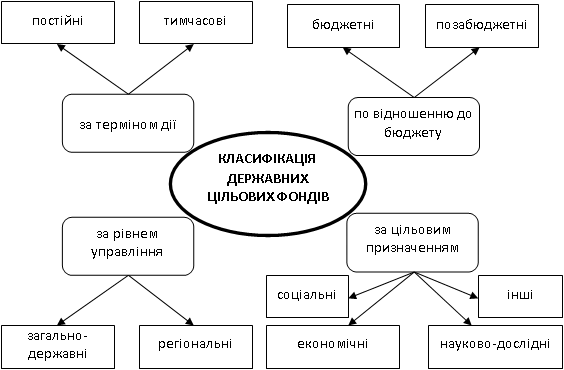 постійні
тимчасові
бюджетні
позабюджетні
за терміном дії
по відношенню до
бюджету
КЛАСИФІКАЦІЯ
ДЕРЖАВНИХ
ЦІЛЬОВИХ ФОНДІВ
за рівнем
управління
за цільовим
призначенням
соціальні
інші
загально-
державні
регіональні
економічні
науково-дослідні